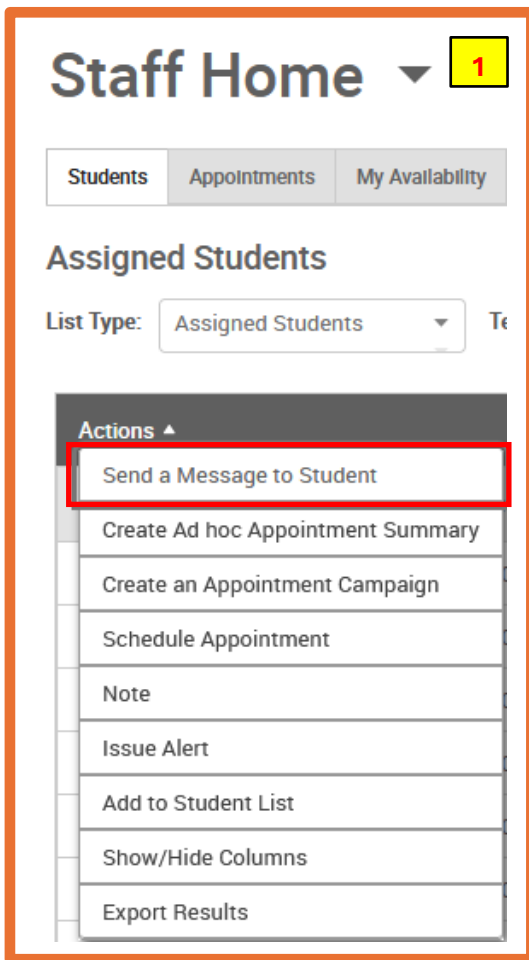 Staff Home 1
Students Appointments My Availability
Assigned Students
List Type: Assigned Students
Actions
Send a Message to Student
Create Ad hoc Appointment Summary
Create an Appointment Campaign
Schedule Appointment
Note
Issue Alert
Add to Student List
Show/Hide Columns
Export Results